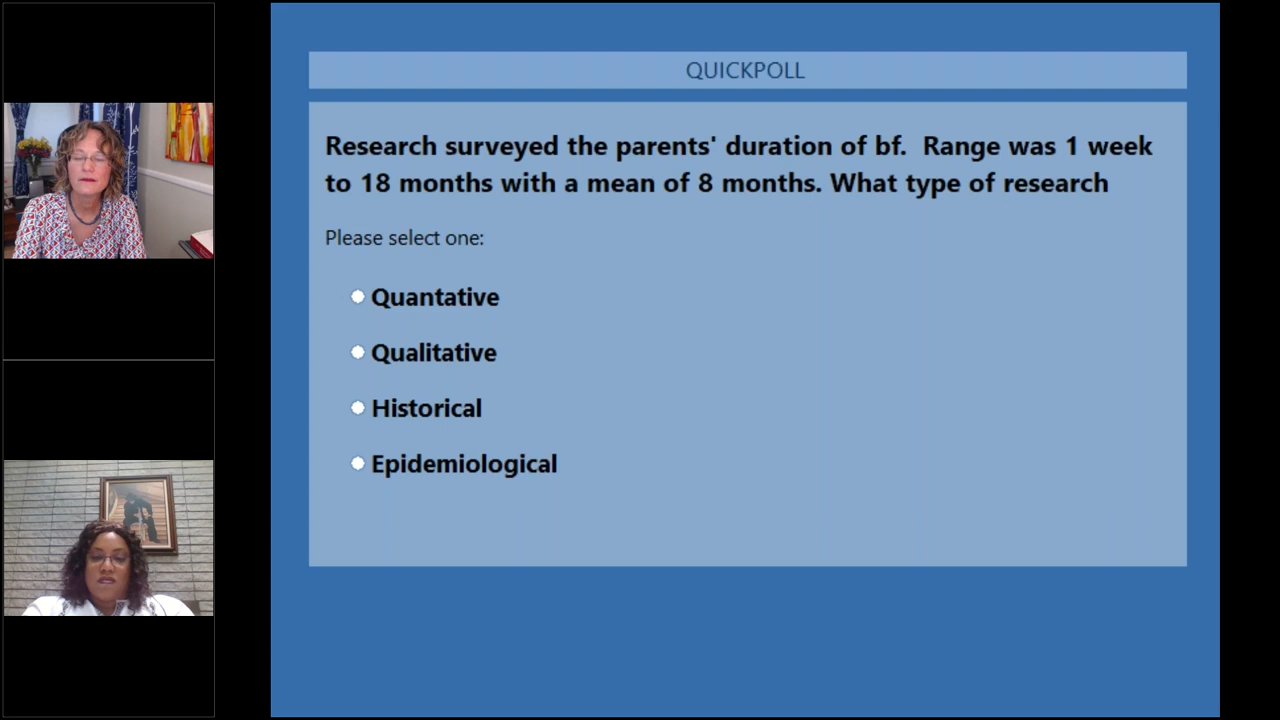 QUICKPOLL
Research surveyed the parents' duration of bf.  Range was 1 week
to 18 months with a mean of 8 months. What type of research
Please select one:
Quantative
Qualitative
Historical
Epidemiological